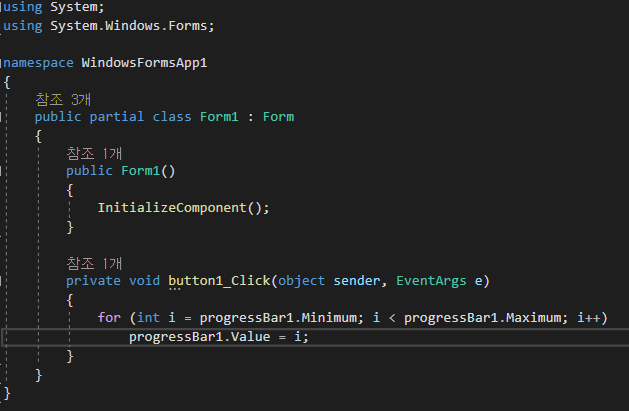 using System;
using System.Windows.Forms;
namespace WindowsFormsApp1
{
참조 3개
public partial class Form1 : Form
{
참조 1개
public Form1()
{
InitializeComponent();
}
참조 1개
private void button1_Click(object sender, EventArgs e)
{
for (int i = progressBar1.Minimum; i < progressBar1.Maximum; i++)
progressBar1.Value = i;
}
}
}